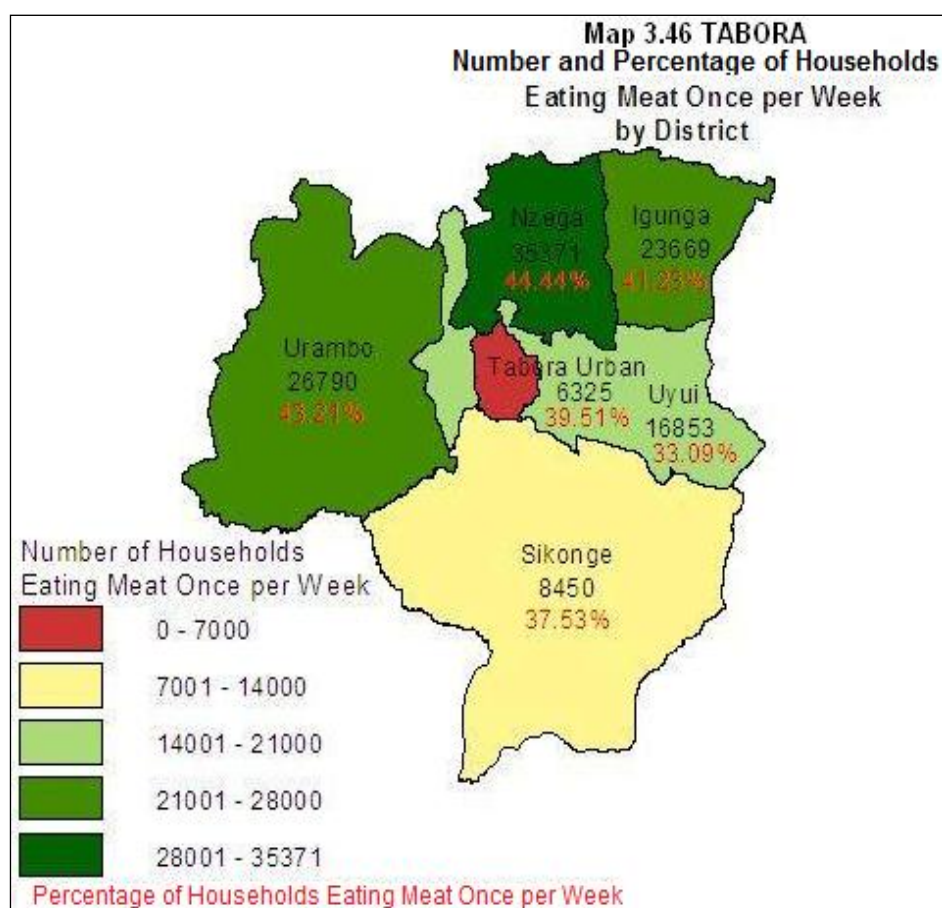 Map 3.46 TABORA
Number and Percentage of Households
Eating Meat Once per Week
by District
Nzega
35371
44.44%
Igunga
23669
41.23%
Urambo
26790
43.21%
Tabora Urban
6325
39.51%
Uyui
16853
33.09%
Sikonge
8450
37.53%
Number of Households
Eating Meat Once per Week
0 - 7000
7001 - 14000
14001 - 21000
21001 - 28000
28001 - 35371
Percentage of Households Eating Meat Once per Week